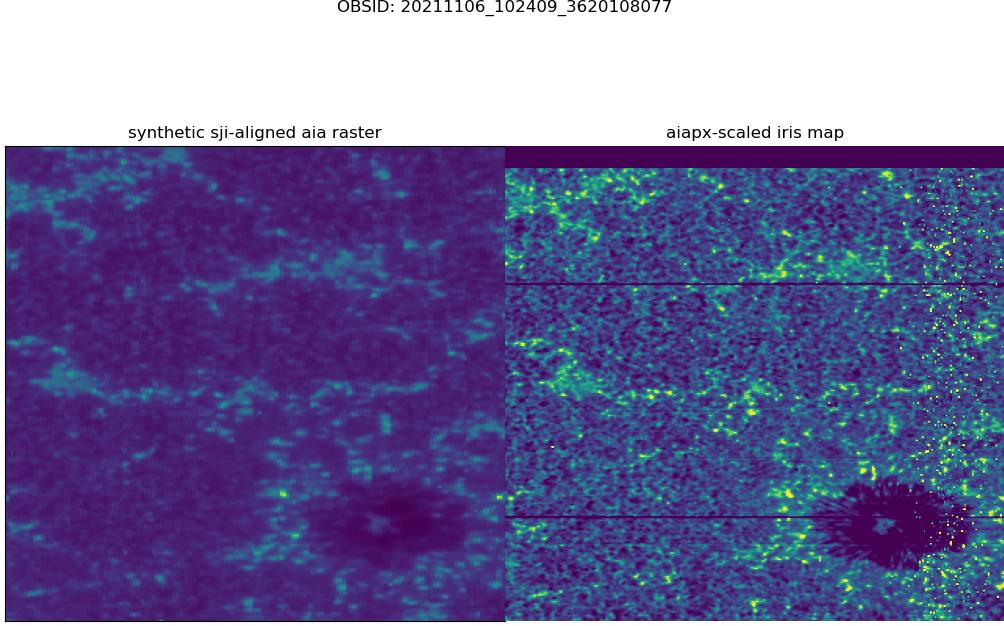 OBSID: 20211106_102409_3620108077
synthetic sji-aligned aia raster
aiapx-scaled iris map